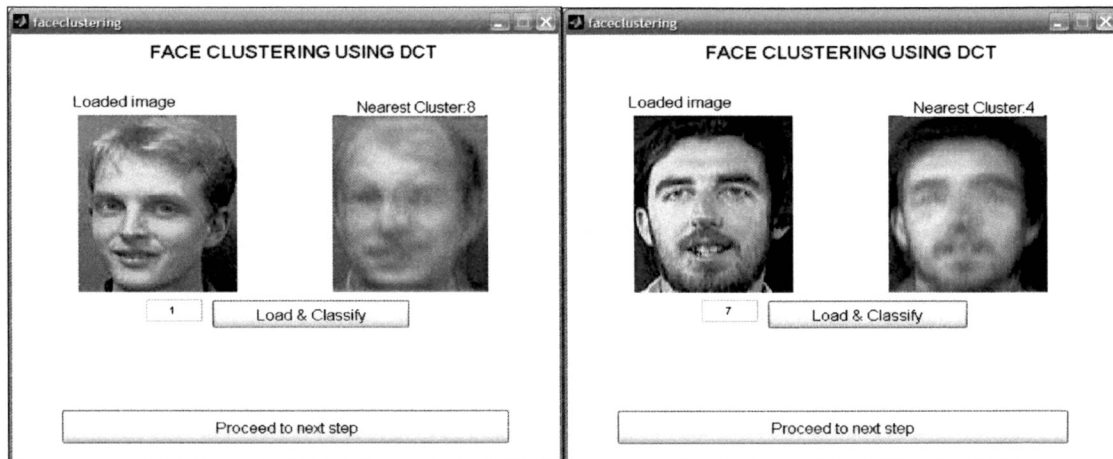 faceclustering
FACE CLUSTERING USING DCT
Loaded image
Nearest Cluster:8
1
Load & Classify
Proceed to next step
faceclustering
FACE CLUSTERING USING DCT
Loaded image
Nearest Cluster:4
7
Load & Classify
Proceed to next step